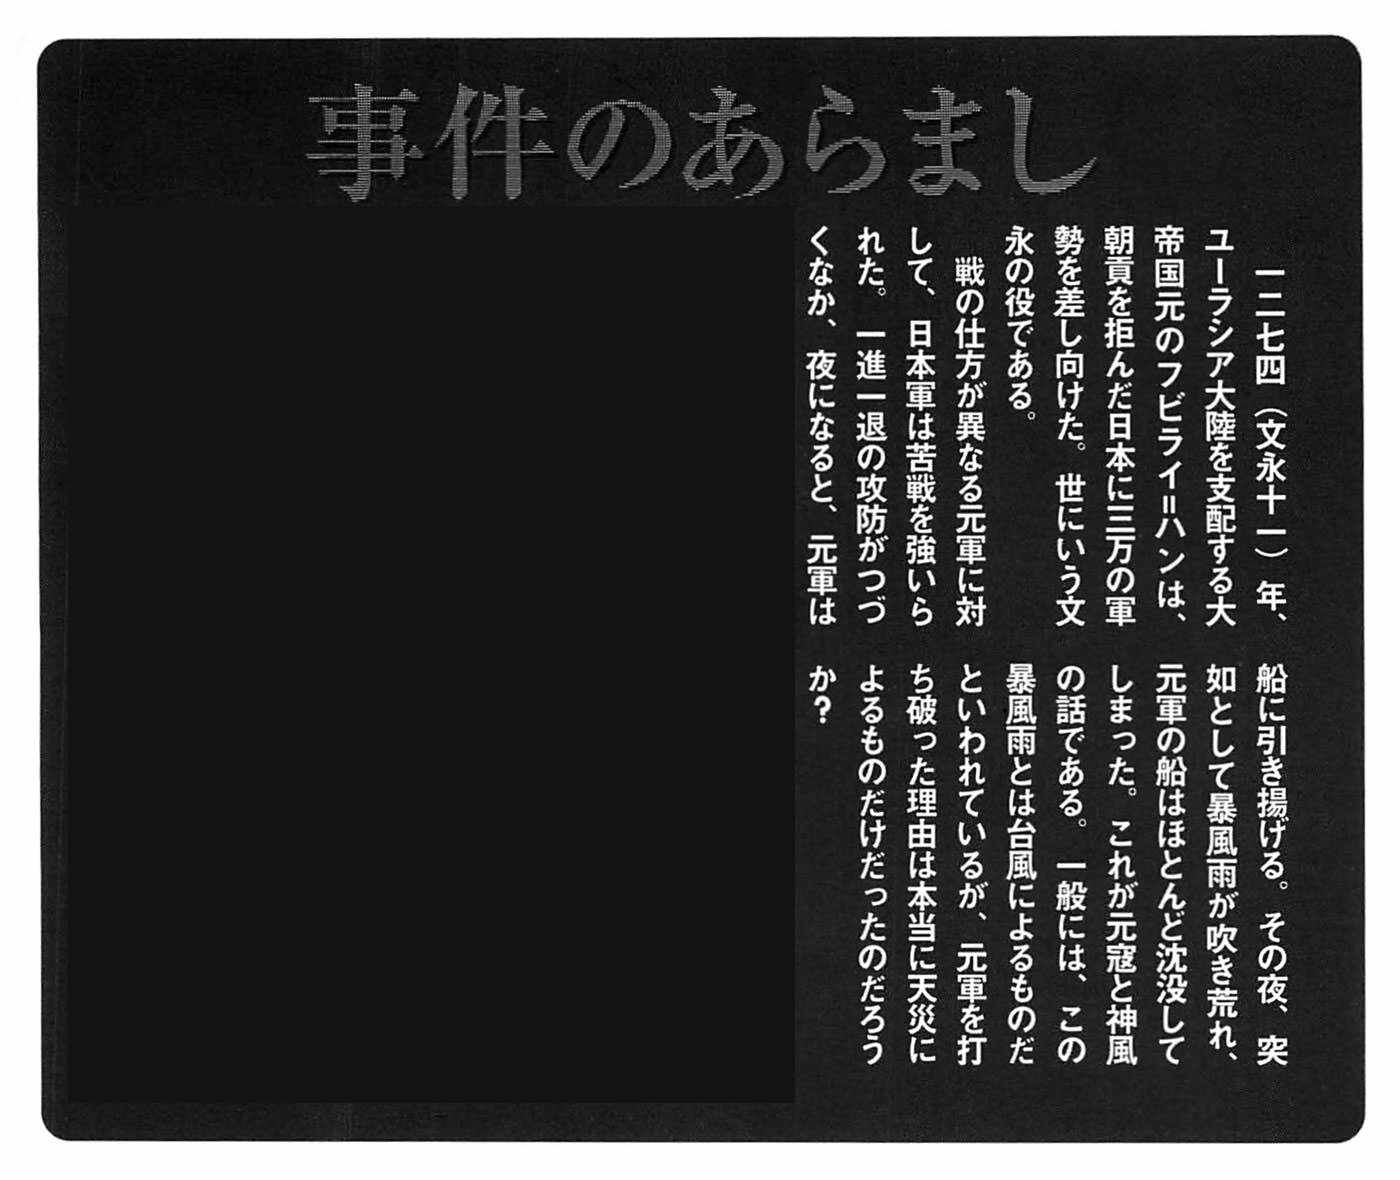 事件のあらまし
一二七四（文永十一）年、
ユーラシア大陸を支配する大
帝国元のフビライ=ハンは、
朝貢を拒んだ日本に三万の軍
勢を差し向けた。世にいう文
永の役である。
戦の仕方が異なる元軍に対
して、日本軍は苦戦を強いら
れた。一進一退の攻防がつづ
くなか、夜になると、元軍は
船に引き揚げる。その夜、突
如として暴風雨が吹き荒れ、
元軍の船はほとんど沈没して
しまった。これが元寇と神風
の話である。一般には、この
暴風雨とは台風によるものだ
といわれているが、元軍を打
ち破った理由は本当に天災に
よるものだけだったのだろう
か？